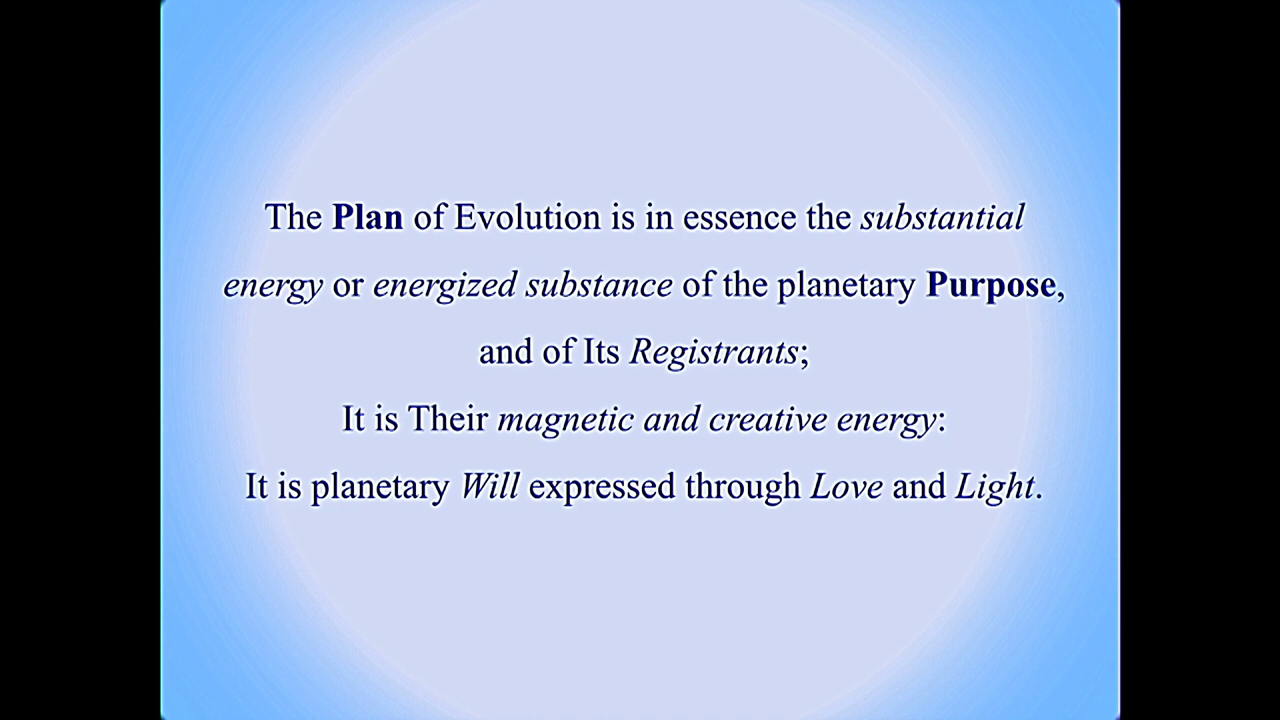 The Plan of Evolution is in essence the substantial
energy or energized substance of the planetary Purpose,
and of Its Registrants;
It is Their magnetic and creative energy:
It is planetary Will expressed through Love and Light.